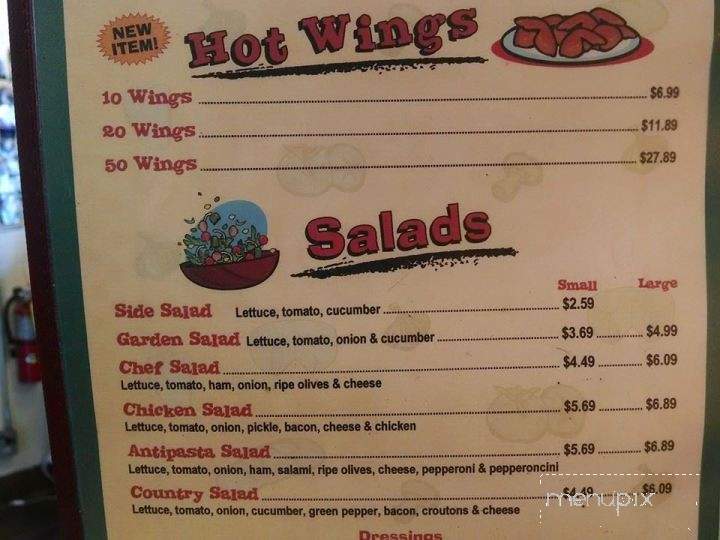 NEW
ITEM!
Hot Wings
10 Wings $6.99
20 Wings $11.89
50 Wings $27.89
Salads
Small Large
Side Salad Lettuce, tomato, cucumber $2.59
Garden Salad Lettuce, tomato, onion & cucumber $3.69 $4.99
Chef Salad $4.49 $6.09
Lettuce, tomato, ham, onion, ripe olives & cheese
Chicken Salad $5.69 $6.89
Lettuce, tomato, onion, pickle, bacon, cheese & chicken
Antipasta Salad $5.69 $6.89
Lettuce, tomato, onion, ham, salami, ripe olives, cheese, pepperoni & pepperoncini
Country Salad $4.49 $6.09
Lettuce, tomato, onion, cucumber, green pepper, bacon, croutons & cheese
menupix
Dressings